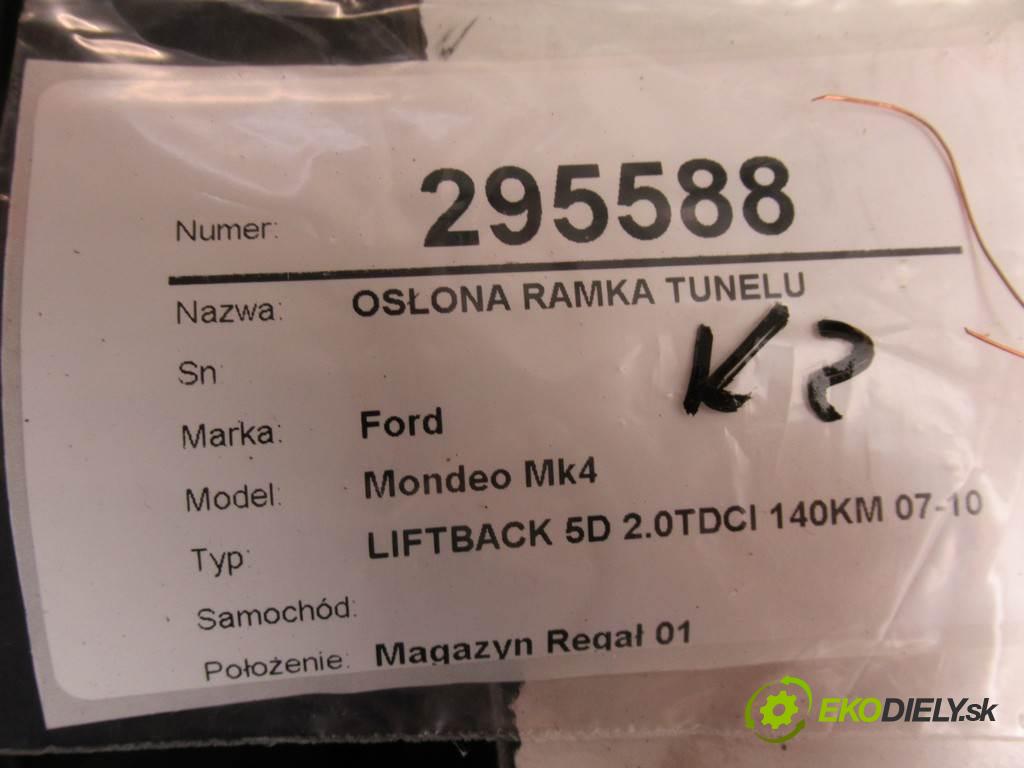 Numer: 295588
Nazwa: OSŁONA RAMKA TUNELU
K2
Sn
Marka: Ford
Model: Mondeo Mk4
Typ: LIFTBACK 5D 2.0TDCI 140KM 07-10
Samochód:
Położenie: Magazyn Regał 01
EKODIELY.sk